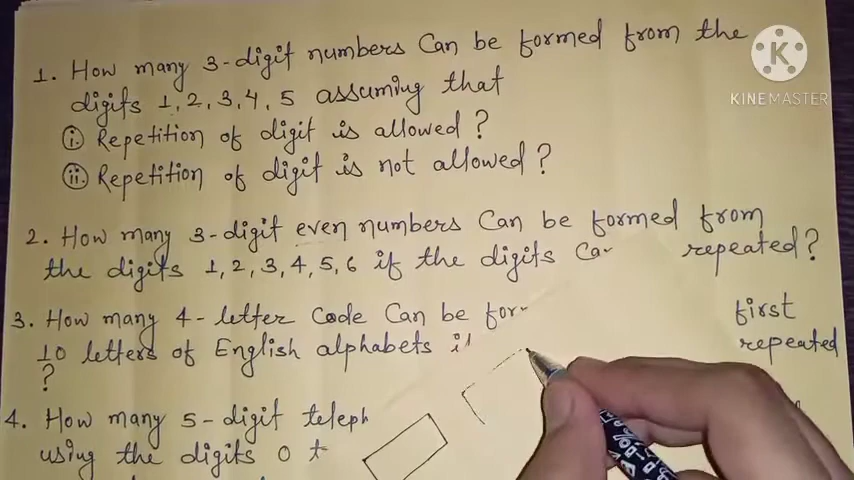 1. How many 3-digit numbers Can be formed from the
digits 1, 2, 3, 4, 5 assuming that
(i) Repetition of digit is allowed ?
(ii) Repetition of digit is not allowed ?
2. How many 3-digit even numbers Can be formed from
the digits 1, 2, 3, 4, 5, 6 if the digits repeated?
3. How many 4-letter Code Can be first
10 letters of English alphabets repeated
?
4. How many 5-digit
using the digits 0
K
KINEMASTER